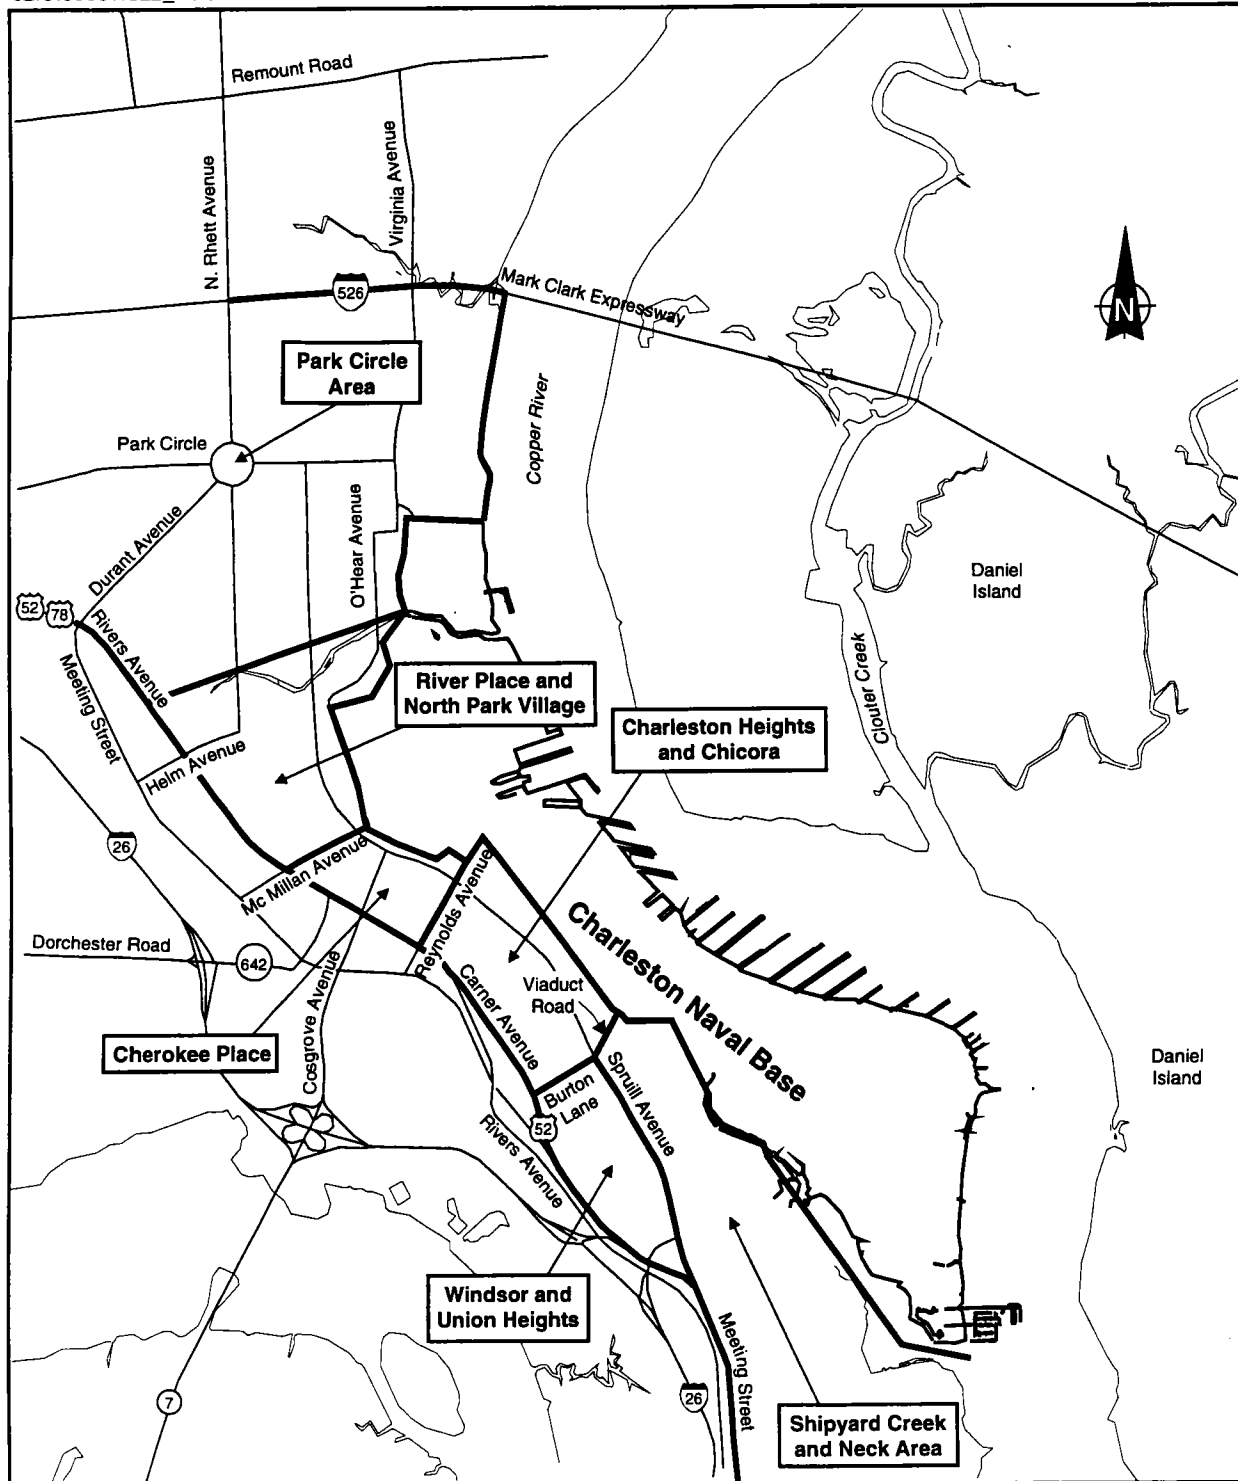 Remount Road
N. Rhett Avenue
Virginia Avenue
526
Mark Clark Expressway
N
Park Circle
Area
Copper River
Park Circle
O'Hear Avenue
Durant Avenue
52
78
Rivers Avenue
Meeting Street
Daniel
Island
Clouter Creek
River Place and
North Park Village
Charleston Heights
and Chicora
Helm Avenue
26
Mc Millan Avenue
Reynolds Avenue
Dorchester Road
642
Cosgrove Avenue
Carner Avenue
Viaduct
Road
Charleston Naval Base
Cherokee Place
Burton
Lane
Spruill Avenue
Daniel
Island
52
Rivers Avenue
Windsor and
Union Heights
Meeting Street
7
26
Shipyard Creek
and Neck Area